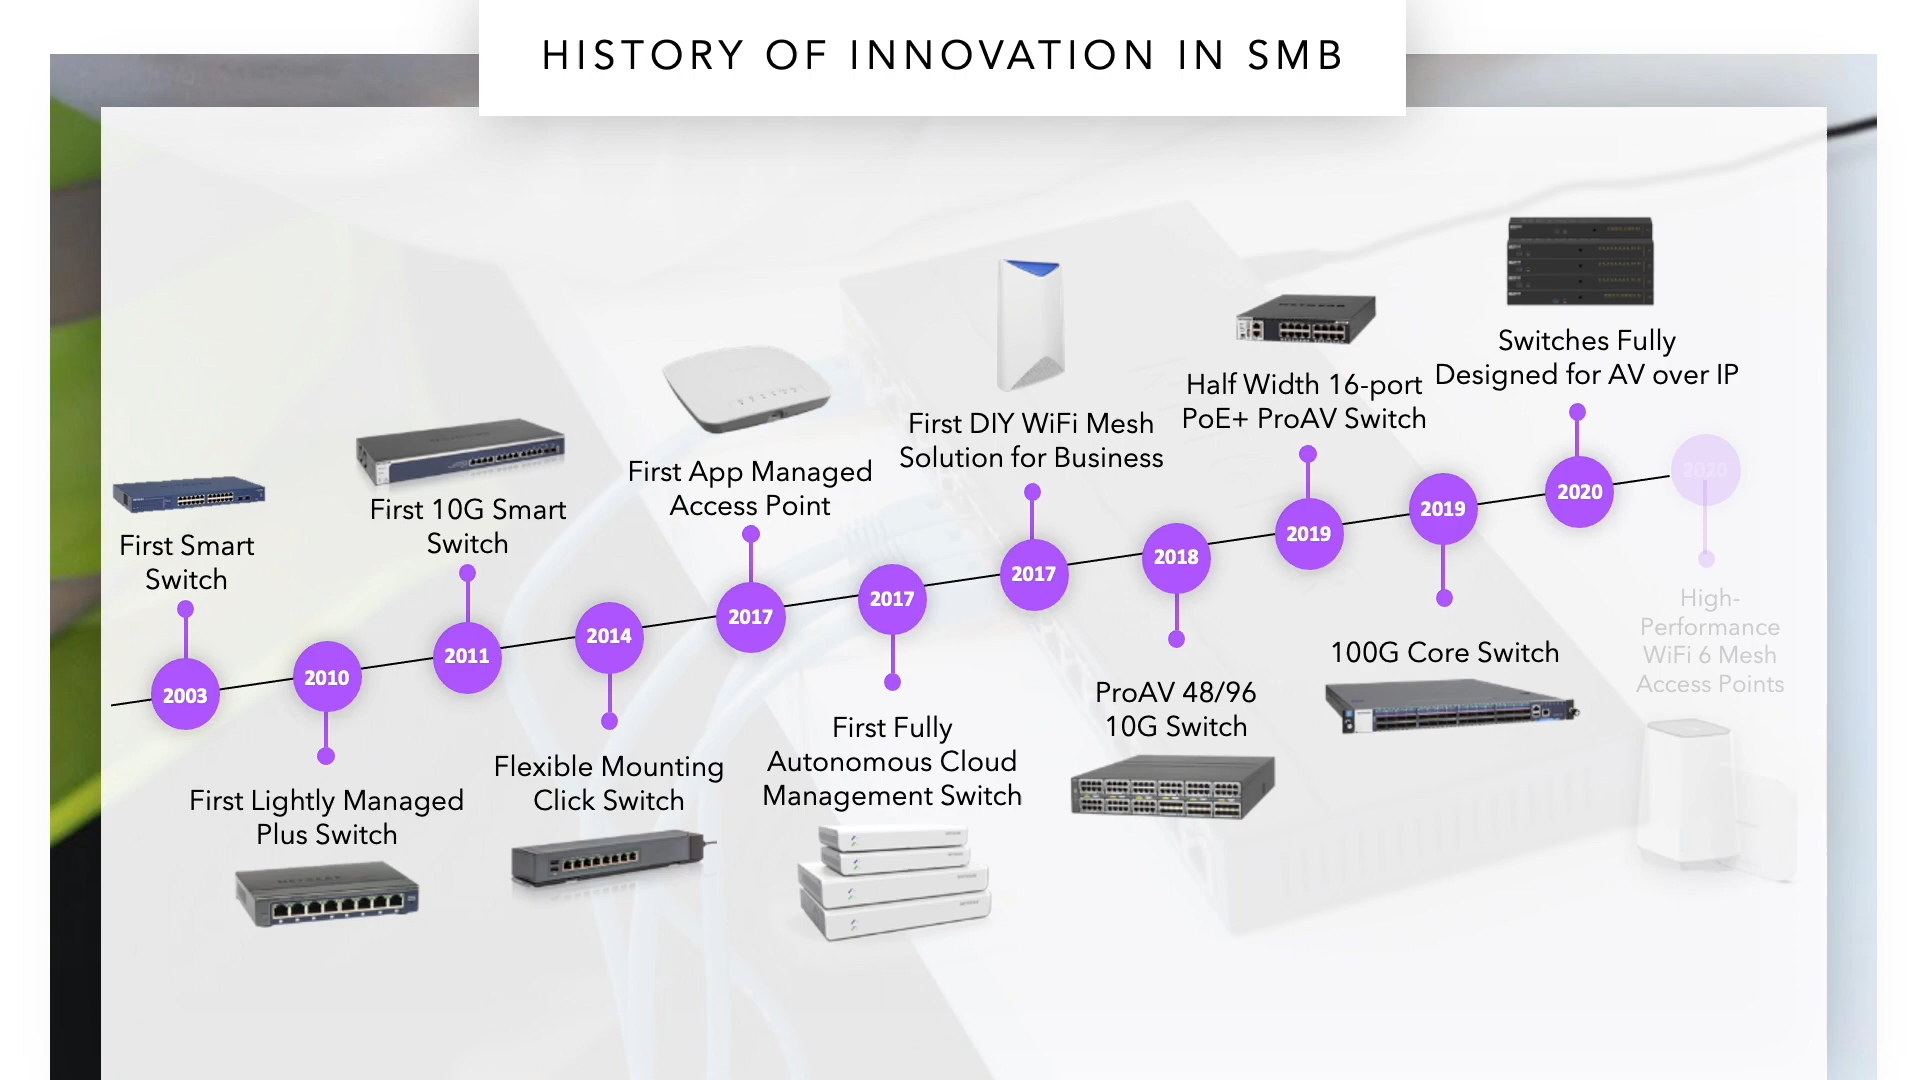 HISTORY OF INNOVATION IN SMB
First Smart
Switch
2003
2010
First Lightly Managed
Plus Switch
First 10G Smart
Switch
2011
2014
Flexible Mounting
Click Switch
First App Managed
Access Point
2017
2017
First Fully
Autonomous Cloud
Management Switch
First DIY WiFi Mesh
Solution for Business
2017
2018
ProAV 48/96
10G Switch
Half Width 16-port
PoE+ ProAV Switch
2019
2019
100G Core Switch
Switches Fully
Designed for AV over IP
2020
2020
High-
Performance
WiFi 6 Mesh
Access Points